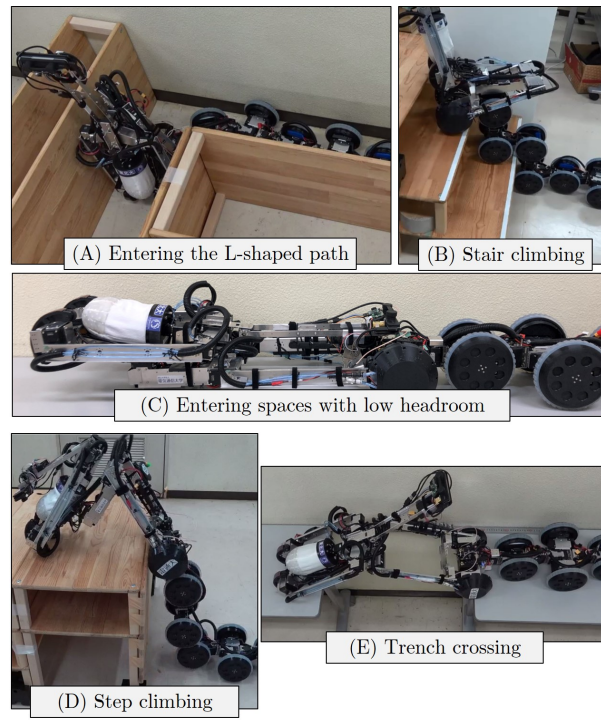 (A) Entering the L-shaped path
(B) Stair climbing
(C) Entering spaces with low headroom
(D) Step climbing
(E) Trench crossing